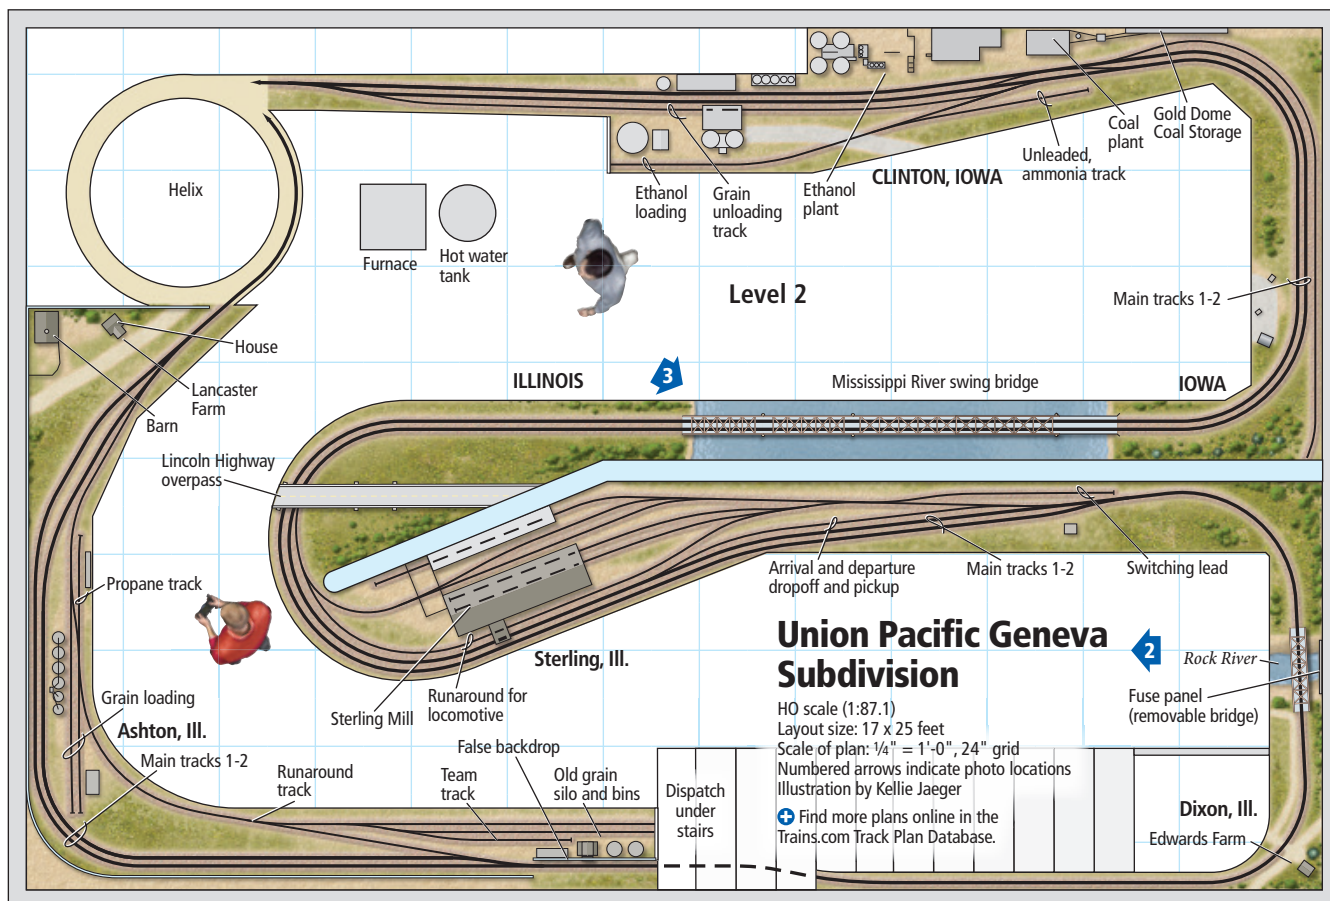 Helix
Furnace
Hot water
tank
Ethanol
loading
Grain
unloading
track
Ethanol
plant
CLINTON, IOWA
Unleaded,
ammonia track
Coal
plant
Gold Dome
Coal Storage
Level 2
Main tracks 1-2
House
Lancaster
Farm
Barn
ILLINOIS
3
Mississippi River swing bridge
IOWA
Lincoln Highway
overpass
Propane track
Arrival and departure
dropoff and pickup
Main tracks 1-2
Switching lead
Sterling, Ill.
Runaround for
locomotive
Sterling Mill
Grain loading
Ashton, Ill.
Main tracks 1-2
Runaround
track
False backdrop
Team
track
Old grain
silo and bins
Dispatch
under
stairs
Union Pacific Geneva
Subdivision
HO scale (1:87.1)
Layout size: 17 x 25 feet
Scale of plan: 1/4" = 1'-0", 24" grid
Numbered arrows indicate photo locations
Illustration by Kellie Jaeger
Find more plans online in the
Trains.com Track Plan Database.
2
Rock River
Fuse panel
(removable bridge)
Dixon, Ill.
Edwards Farm